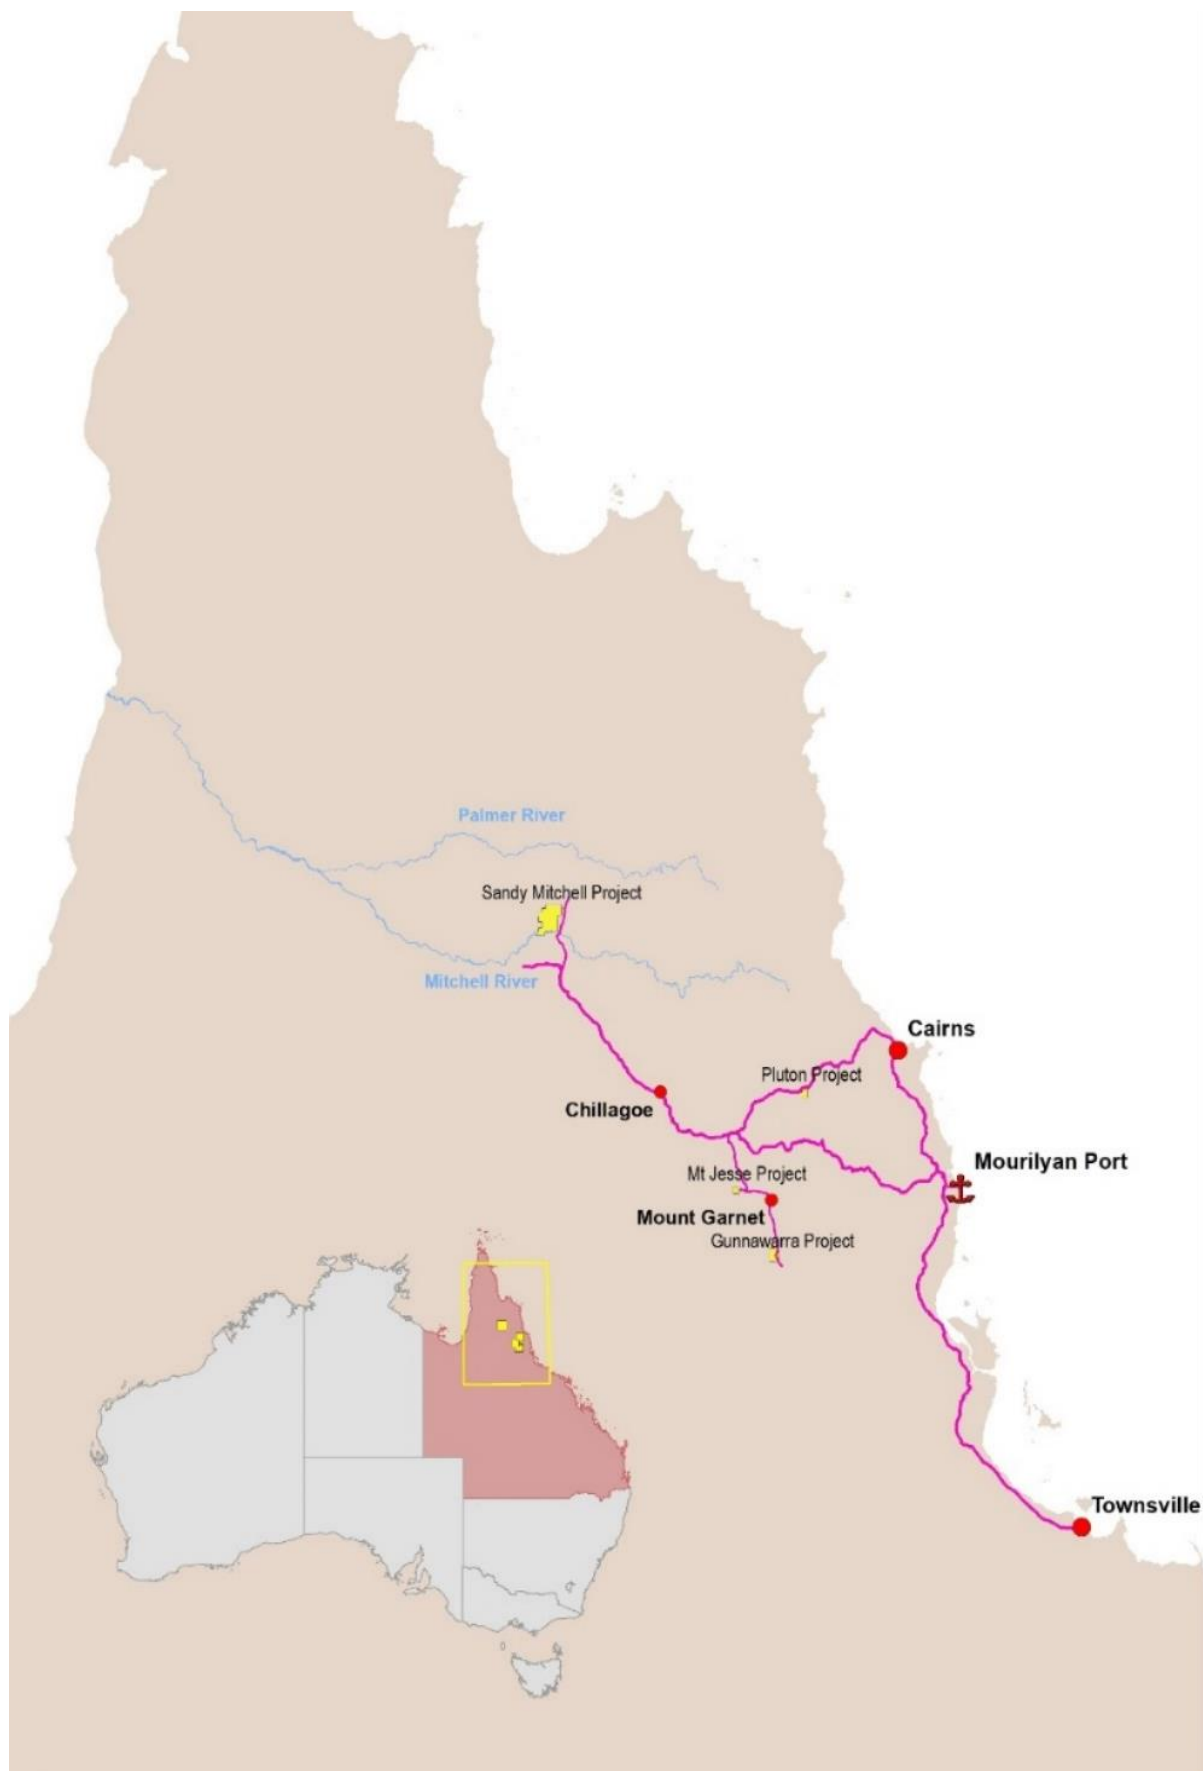 Palmer River
Sandy Mitchell Project
Mitchell River
Cairns
Pluton Project
Chillagoe
Mourilyan Port
Mt Jesse Project
Mount Garnet
Gunnawarra Project
Townsville